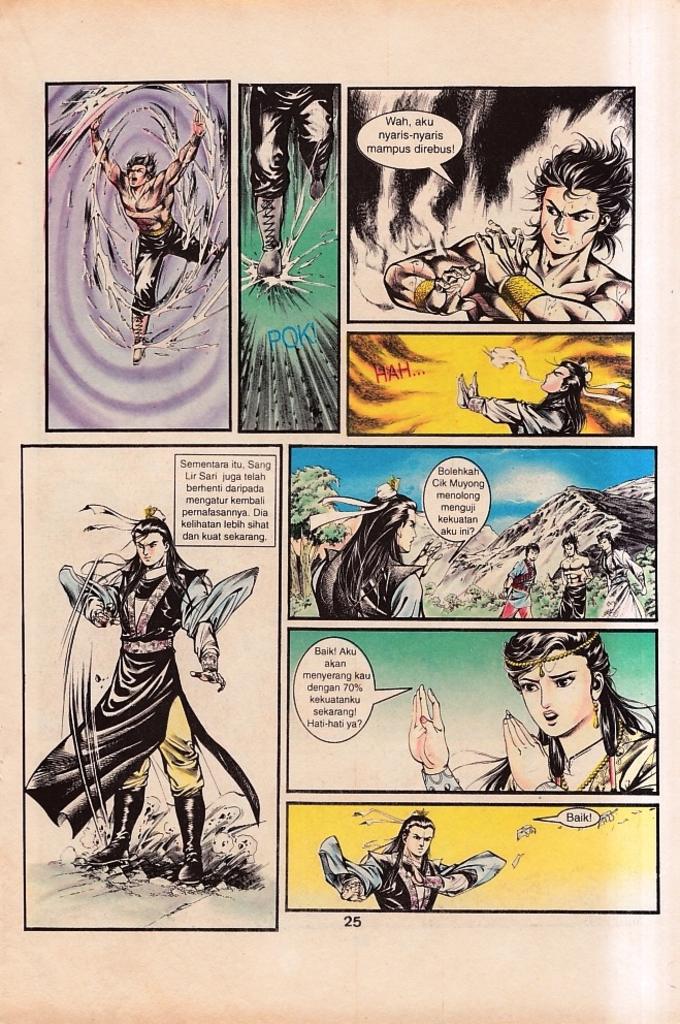 POK!
Wah, aku
nyaris-nyaris
mampus direbus!
HAH...
Sementara itu, Sang
Lir Sari juga telah
berhenti daripada
mengatur kembali
pernafasannya. Dia
kelihatan lebih sihat
dan kuat sekarang.
Bolehkah
Cik Muyong
menolong
menguji
kekuatan
aku ini?
Baik! Aku
akan
menyerang kau
dengan 70%
kekuatanku
sekarang!
Hati-hati ya?
Baik!
25